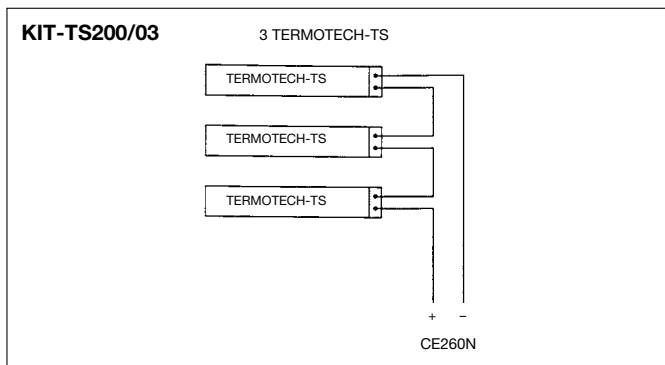 KIT-TS200/03 3 TERMOTECH-TS
TERMOTECH-TS
TERMOTECH-TS
TERMOTECH-TS
+ –
CE260N